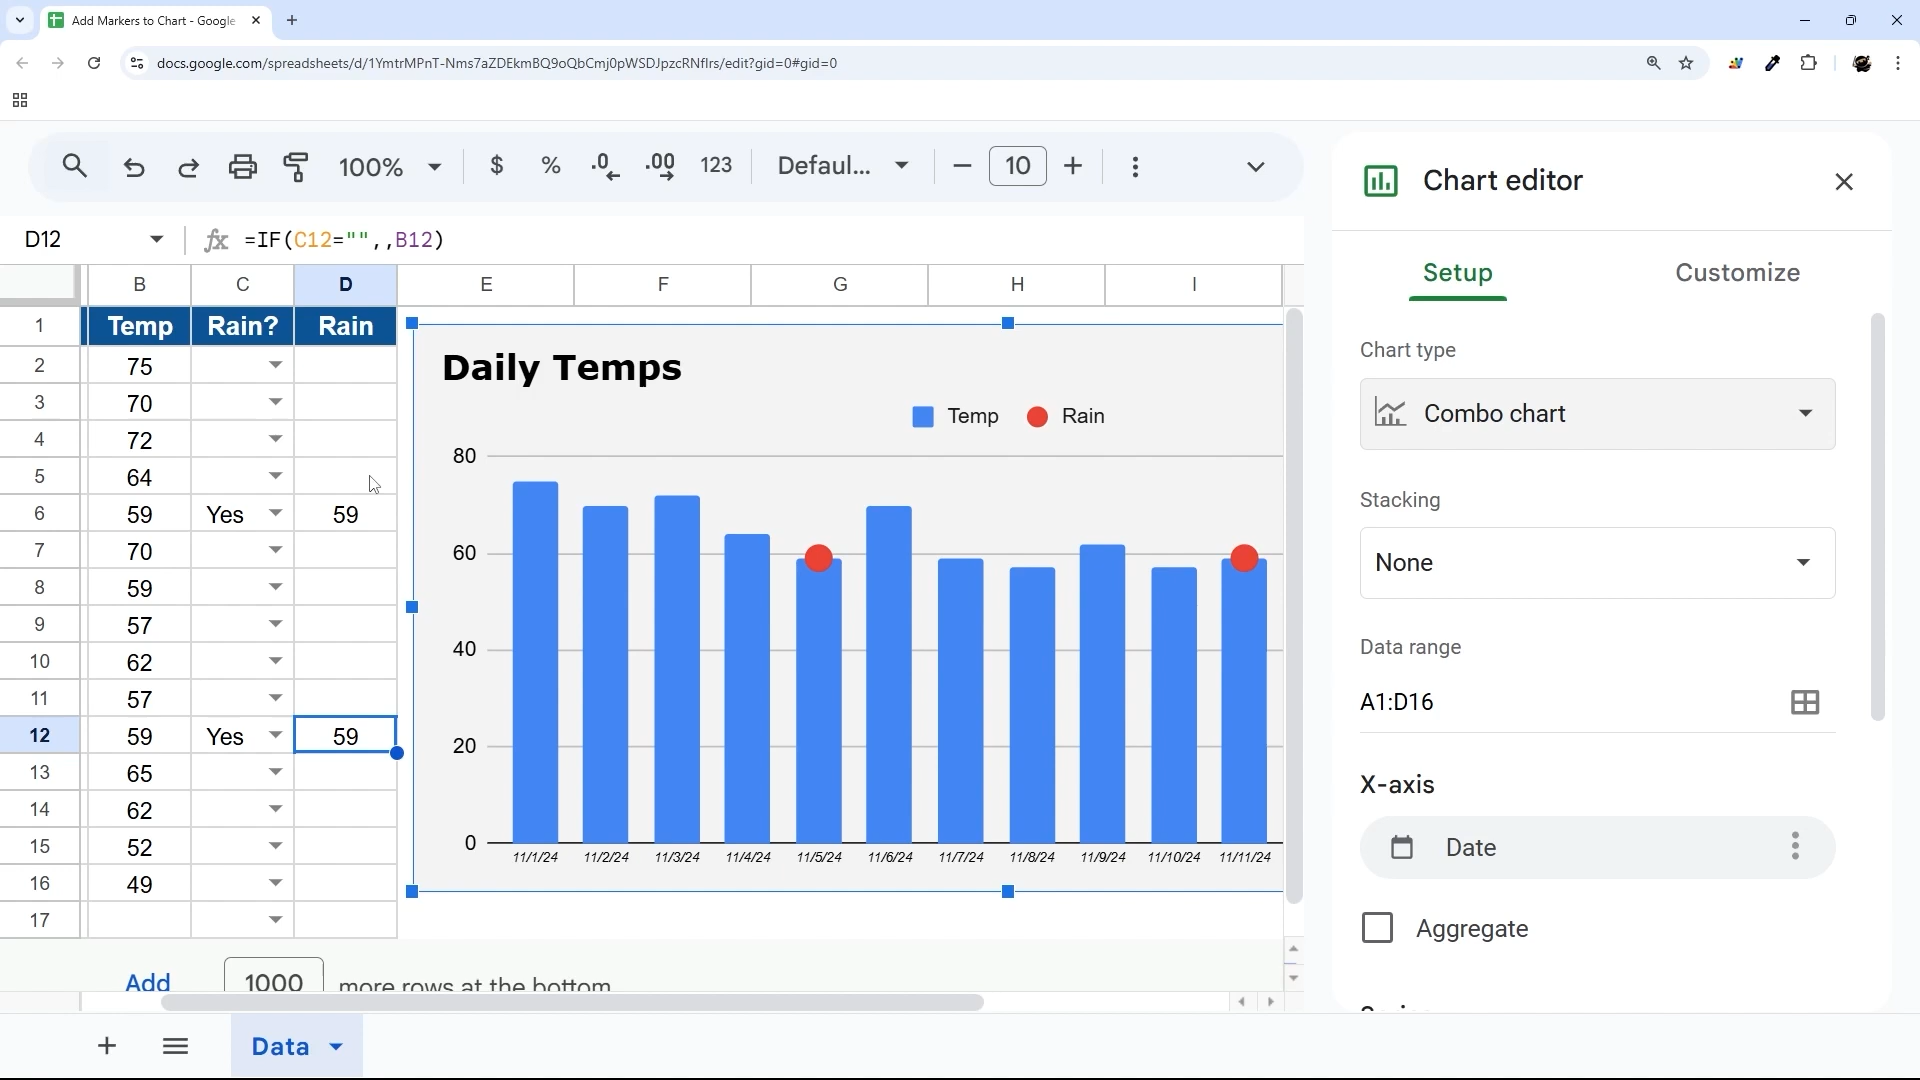 Add Markers to Chart - Google
docs.google.com/spreadsheets/d/1YmtrMPnT-Nms7aZDEkmBQ9oQbCmj0pWSDJpzcRNfIrs/edit?gid=0#gid=0
100% $ % .0 .00 123 Defaul... 10
D12 =IF(C12="",,B12)
B C D E F G H I
1 Temp Rain? Rain
2 75
3 70
4 72
5 64
6 59 Yes 59
7 70
8 59
9 57
10 62
11 57
12 59 Yes 59
13 65
14 62
15 52
16 49
17
Daily Temps
Temp Rain
80
60
40
20
0
11/1/24 11/2/24 11/3/24 11/4/24 11/5/24 11/6/24 11/7/24 11/8/24 11/9/24 11/10/24 11/11/24
Add 1000 more rows at the bottom
Data
Chart editor
Setup Customize
Chart type
Combo chart
Stacking
None
Data range
A1:D16
X-axis
Date
Aggregate